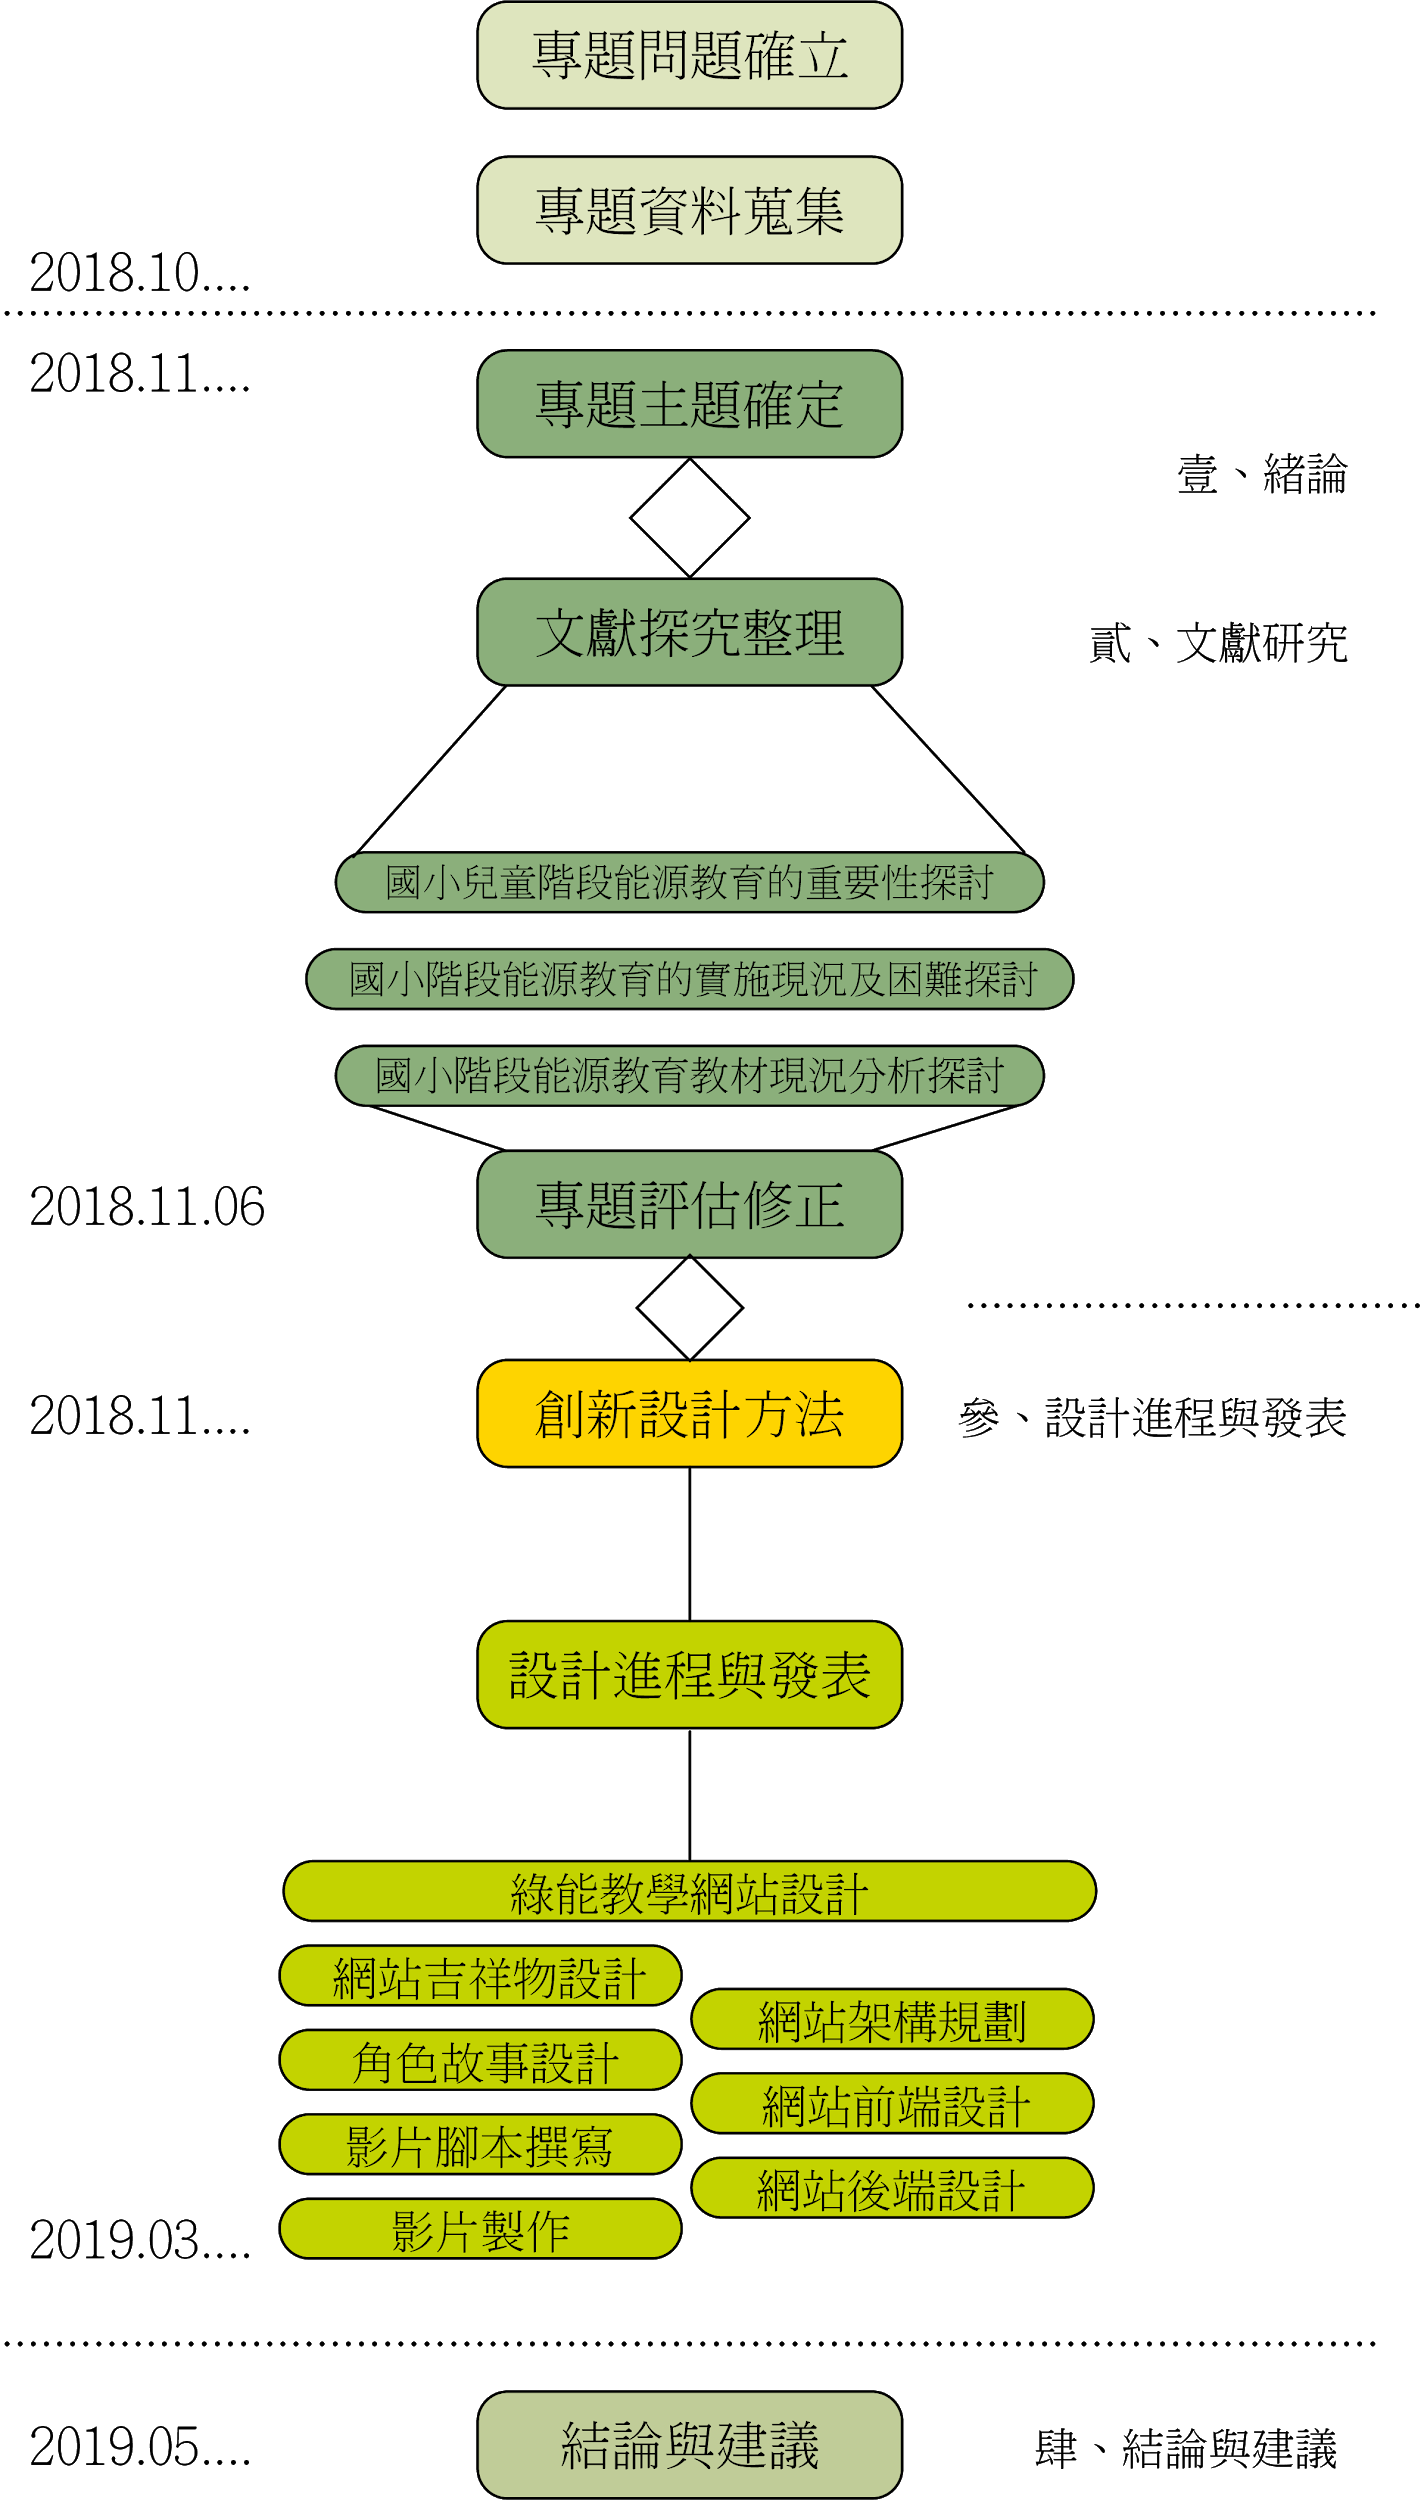 專題問題確立
專題資料蒐集
2018.10....
2018.11....
專題主題確定
壹、緒論
文獻探究整理
貳、文獻研究
國小兒童階段能源教育的重要性探討
國小階段能源教育的實施現況及困難探討
國小階段能源教育教材現況分析探討
2018.11.06
專題評估修正
2018.11....
創新設計方法
參、設計進程與發表
設計進程與發表
綠能教學網站設計
網站吉祥物設計
網站架構規劃
角色故事設計
網站前端設計
影片腳本撰寫
網站後端設計
影片製作
2019.03....
2019.05....
結論與建議
肆、結論與建議